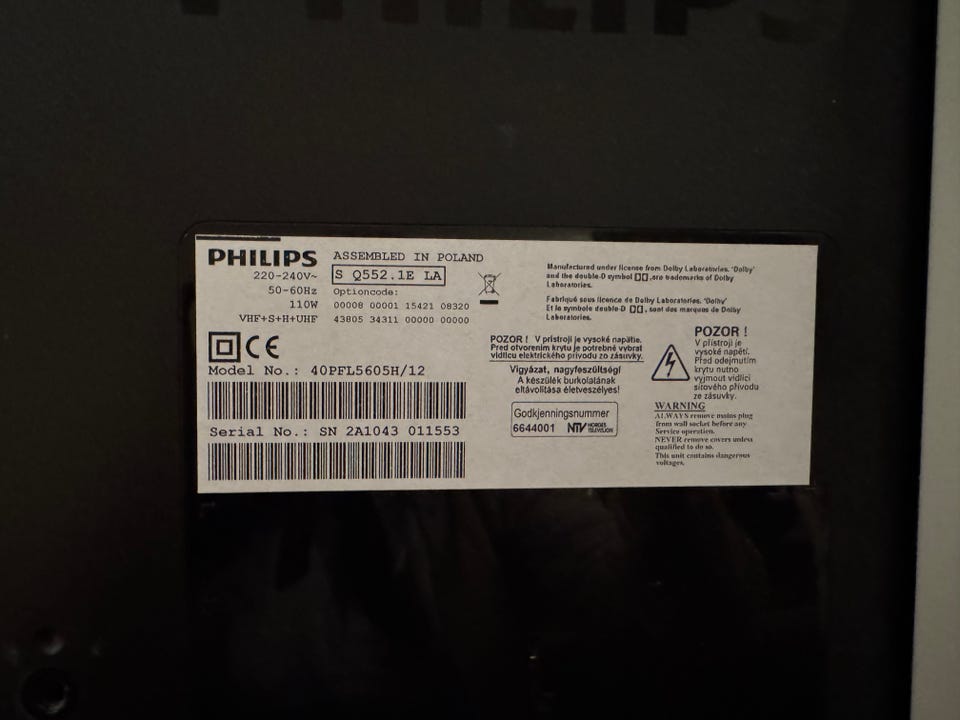 PHILIPS
PHILIPS
ASSEMBLED IN POLAND
220-240V~
S Q552.1E LA
50-60Hz
Optioncode:
110W
00008 00001 15421 08320
VHF+S+H+UHF
43805 34311 00000 00000
CE
Model No.: 40PFL5605H/12
Serial No.: SN 2A1043 011553
Manufactured under license from Dolby Laboratories. 'Dolby'
and the double-D symbol ,are trademarks of Dolby
Laboratories.
Fabriqué sous licence de Dolby Laboratories. 'Dolby'
Et le symbole double-D , sont des marques de Dolby
Laboratories.
POZOR ! V prístroji je vysoké napätie.
Pred otvorením krytu je potrebné vybrat
vidlicu elektrického prívodu zo zásuvky.
Vigyázat, nagyfeszültség!
A készülék burkolatának
eltávolítása életveszélyes!
Godkjenningsnummer
6644001 NTV NORGES
TELEVISJON
POZOR !
V přístroji je
vysoké napětí.
Před odejmutím
krytu nutno
vyjmout vidlici
síťového přívodu
ze zásuvky.
WARNING
ALWAYS remove mains plug
from wall socket before any
Service operation.
NEVER remove covers unless
qualified to do so.
This unit contains dangerous
voltages.